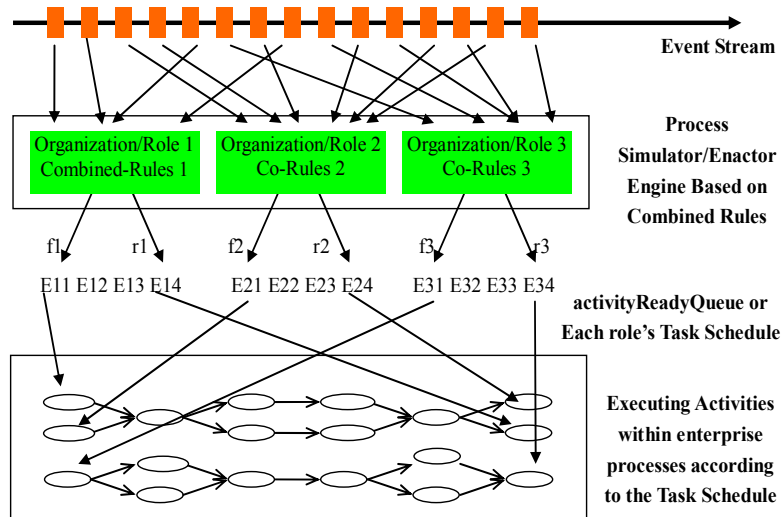 Event Stream
Organization/Role 1
Combined-Rules 1
Organization/Role 2
Co-Rules 2
Organization/Role 3
Co-Rules 3
Process
Simulator/Enactor
Engine Based on
Combined Rules
f1 r1 f2 r2 f3 r3
E11 E12 E13 E14 E21 E22 E23 E24 E31 E32 E33 E34
activityReadyQueue or
Each role's Task Schedule
Executing Activities
within enterprise
processes according
to the Task Schedule